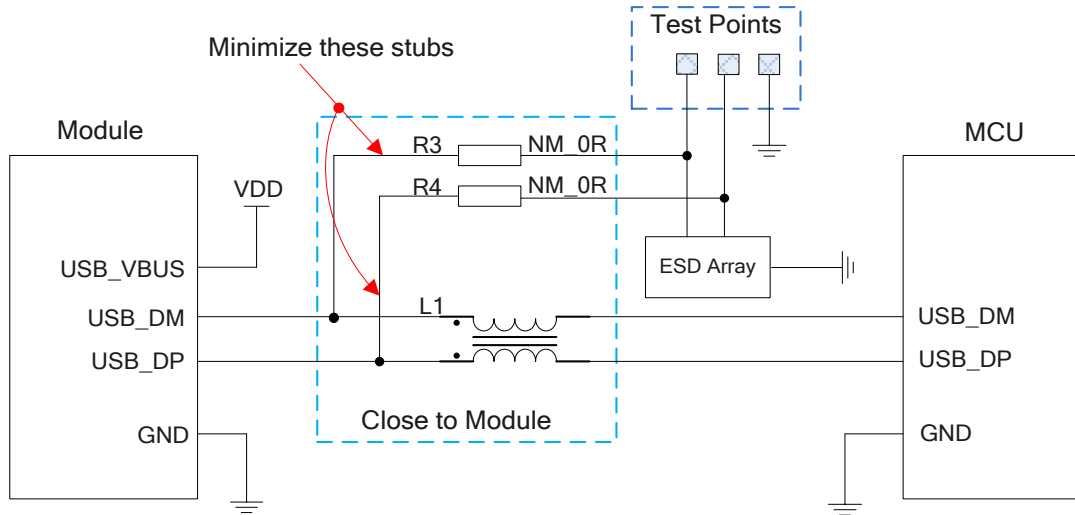 Test Points
Minimize these stubs
Module
MCU
R3
NM_0R
VDD
R4
NM_0R
ESD Array
USB_VBUS
L1
USB_DM
USB_DM
USB_DP
USB_DP
Close to Module
GND
GND